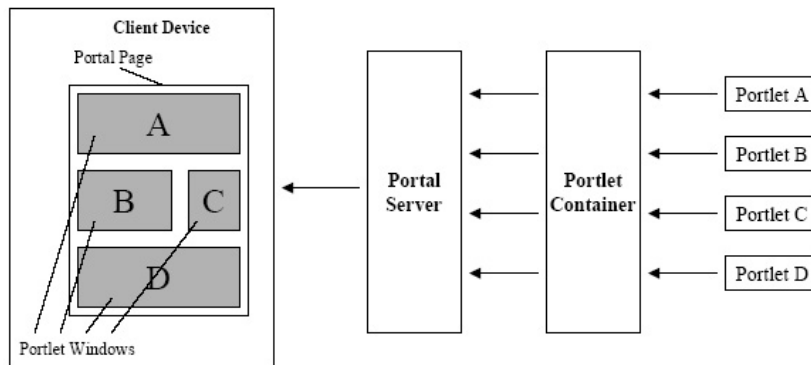 Client Device
Portal Page
A
B
C
D
Portlet Windows
Portal
Server
Portlet
Container
Portlet A
Portlet B
Portlet C
Portlet D